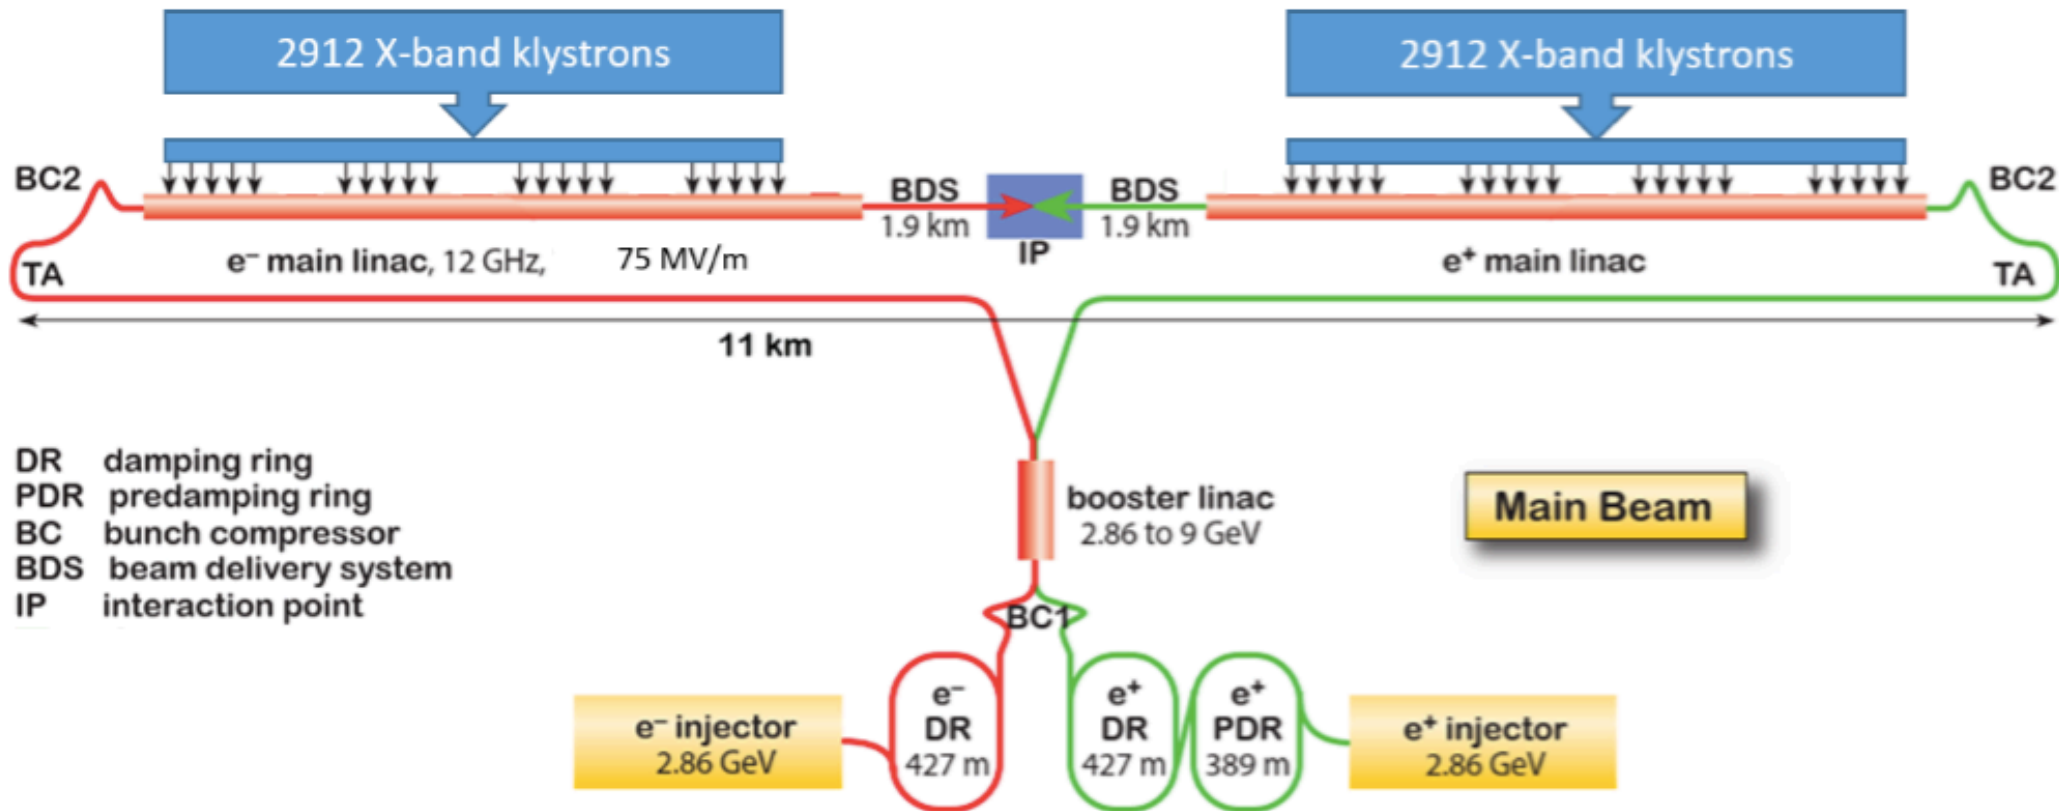 2912 X-band klystrons
2912 X-band klystrons
BC2
BDS
1.9 km
IP
BDS
1.9 km
BC2
TA
e⁻ main linac, 12 GHz, 75 MV/m
e⁺ main linac
TA
11 km
DR damping ring
PDR predamping ring
BC bunch compressor
BDS beam delivery system
IP interaction point
booster linac
2.86 to 9 GeV
Main Beam
BC1
e⁻ injector
2.86 GeV
e⁻
DR
427 m
e⁺
DR
427 m
e⁺
PDR
389 m
e⁺ injector
2.86 GeV